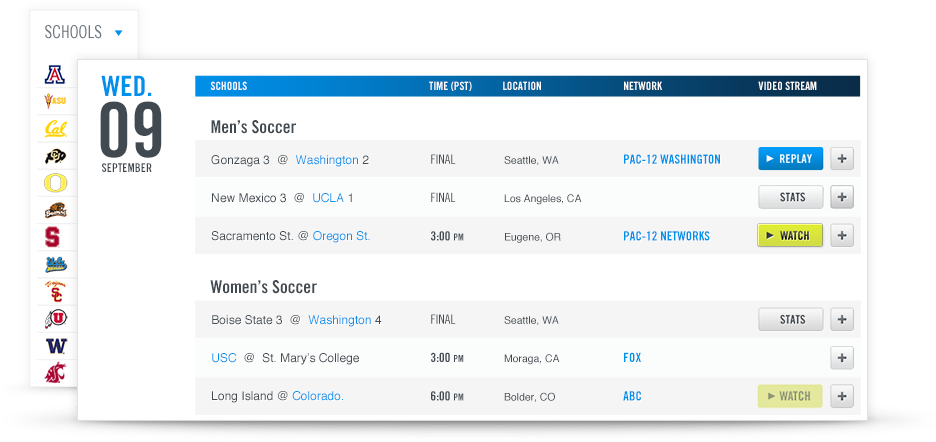 SCHOOLS
A
ASU
Cal
O
Beavers
S
UCLA
Trojans
SC
U
W
WED.
09
SEPTEMBER
SCHOOLS TIME (PST) LOCATION NETWORK VIDEO STREAM
Men's Soccer
Gonzaga 3 @ Washington 2 FINAL Seattle, WA PAC-12 WASHINGTON REPLAY +
New Mexico 3 @ UCLA 1 FINAL Los Angeles, CA STATS +
Sacramento St. @ Oregon St. 3:00 PM Eugene, OR PAC-12 NETWORKS WATCH +
Women's Soccer
Boise State 3 @ Washington 4 FINAL Seattle, WA STATS +
USC @ St. Mary's College 3:00 PM Moraga, CA FOX +
Long Island @ Colorado. 6:00 PM Bolder, CO ABC WATCH +